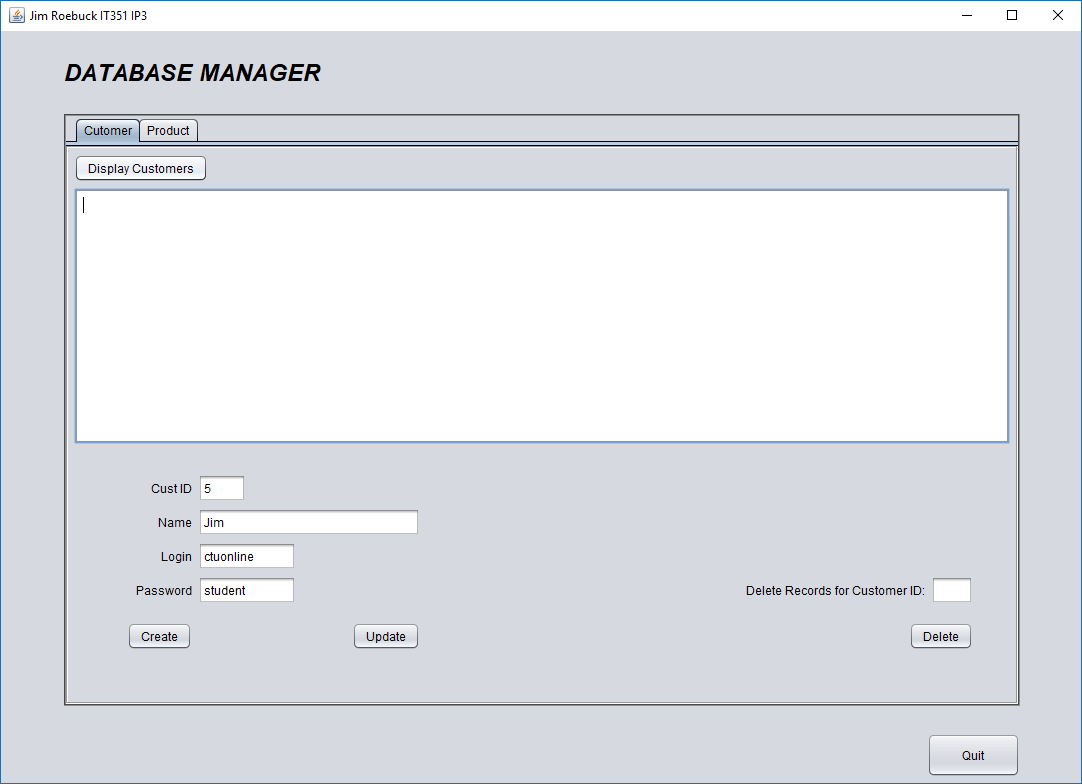 Jim Roebuck IT351 IP3
DATABASE MANAGER
Cutomer Product
Display Customers
Cust ID 5
Name Jim
Login ctuonline
Password student Delete Records for Customer ID:
Create Update Delete
Quit